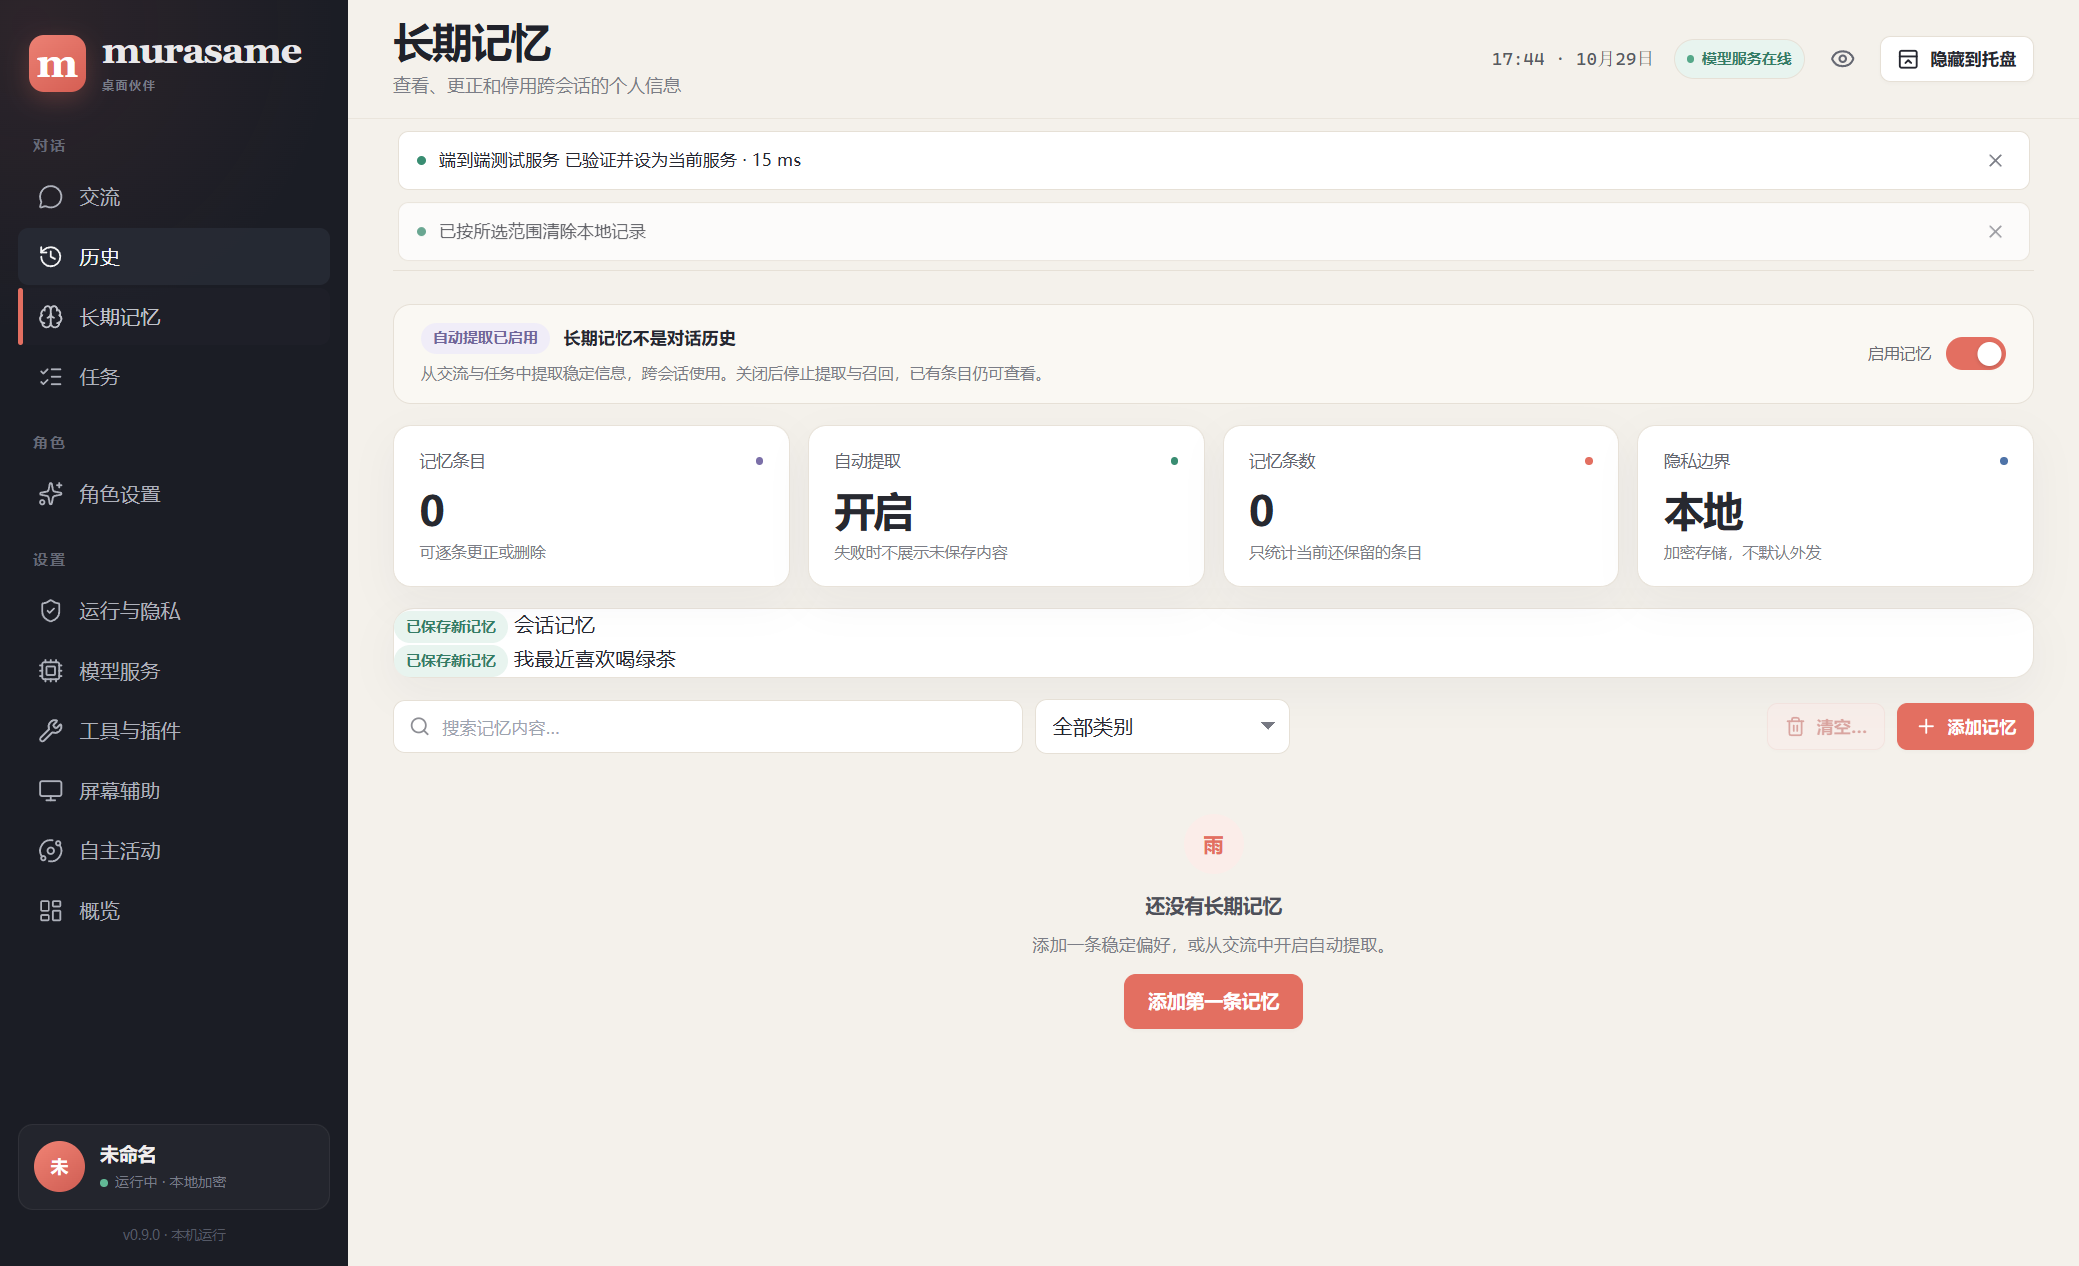 m
murasame
桌面伙伴
对话
交流
历史
长期记忆
任务
角色
角色设置
设置
运行与隐私
模型服务
工具与插件
屏幕辅助
自主活动
概览
未
未命名
运行中 · 本地加密
v0.9.0 · 本机运行
长期记忆
查看、更正和停用跨会话的个人信息
17:44 · 10月29日
模型服务在线
隐藏到托盘
端到端测试服务 已验证并设为当前服务 · 15 ms
已按所选范围清除本地记录
自动提取已启用 长期记忆不是对话历史
从交流与任务中提取稳定信息，跨会话使用。关闭后停止提取与召回，已有条目仍可查看。
启用记忆
记忆条目
0
可逐条更正或删除
自动提取
开启
失败时不展示未保存内容
记忆条数
0
只统计当前还保留的条目
隐私边界
本地
加密存储，不默认外发
已保存新记忆 会话记忆
已保存新记忆 我最近喜欢喝绿茶
搜索记忆内容...
全部类别
清空...
添加记忆
雨
还没有长期记忆
添加一条稳定偏好，或从交流中开启自动提取。
添加第一条记忆